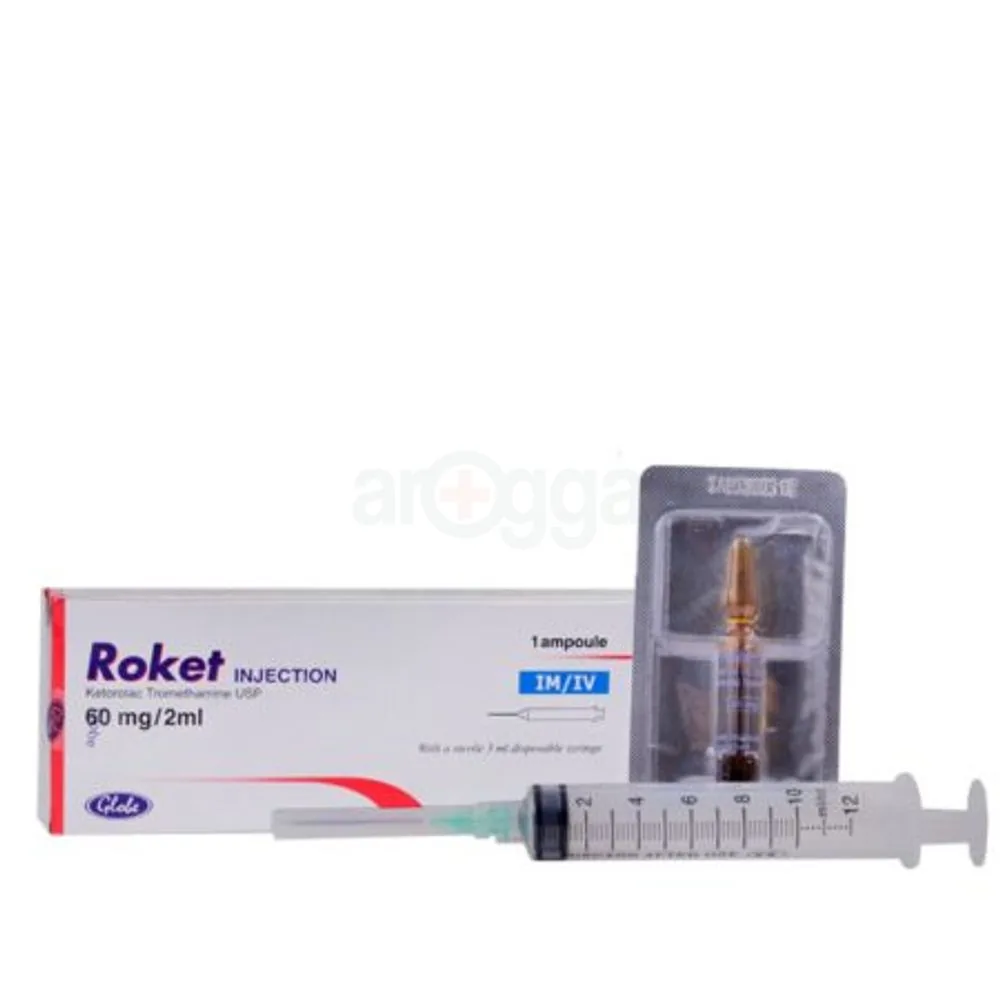 arogga
Roket INJECTION
Ketorolac Tromethamine USP
60 mg/2ml
1 ampoule
IM/IV
With a sterile 3 ml disposable syringe
Globe
2 4 6 8 10 12